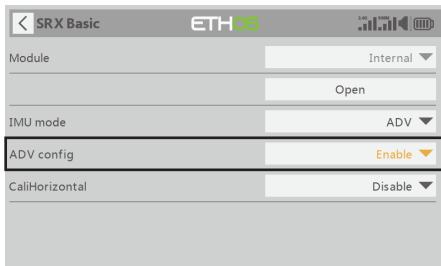 SRX Basic ETHOS
Module Internal
Open
IMU mode ADV
ADV config Enable
CaliHorizontal Disable